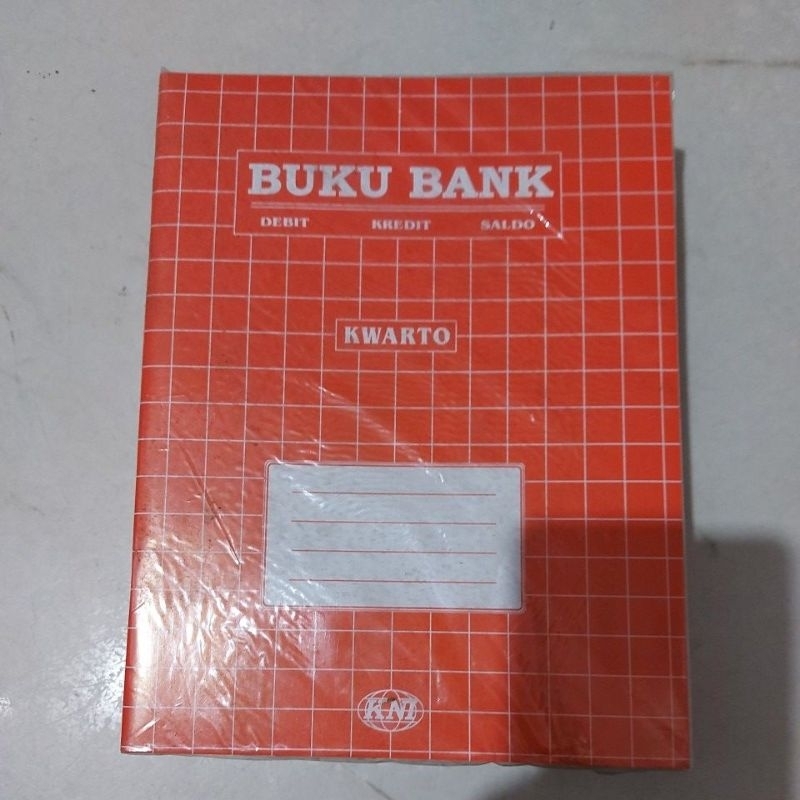 BUKU BANK
DEBIT KREDIT SALDO
KWARTO
KNI